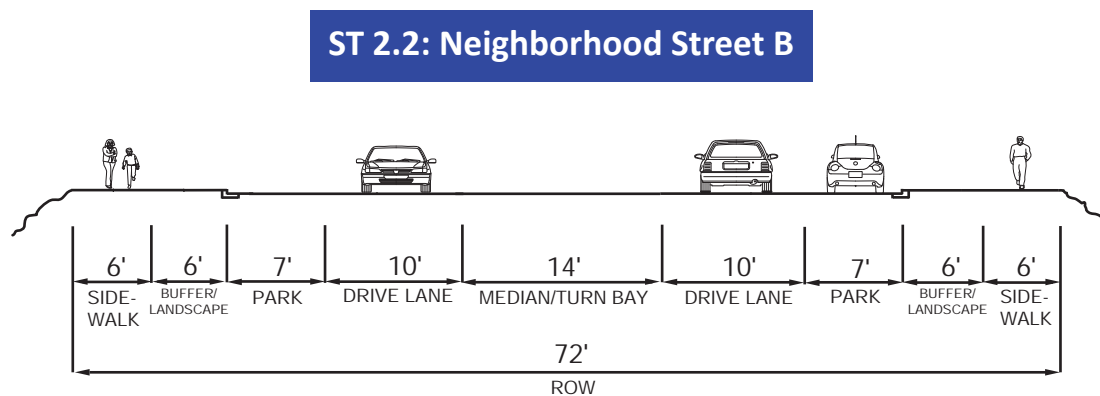 ST 2.2: Neighborhood Street B
6' 6' 7' 10' 14' 10' 7' 6' 6'
SIDE-
WALK
BUFFER/
LANDSCAPE
PARK
DRIVE LANE
MEDIAN/TURN BAY
DRIVE LANE
PARK
BUFFER/
LANDSCAPE
SIDE-
WALK
72'
ROW